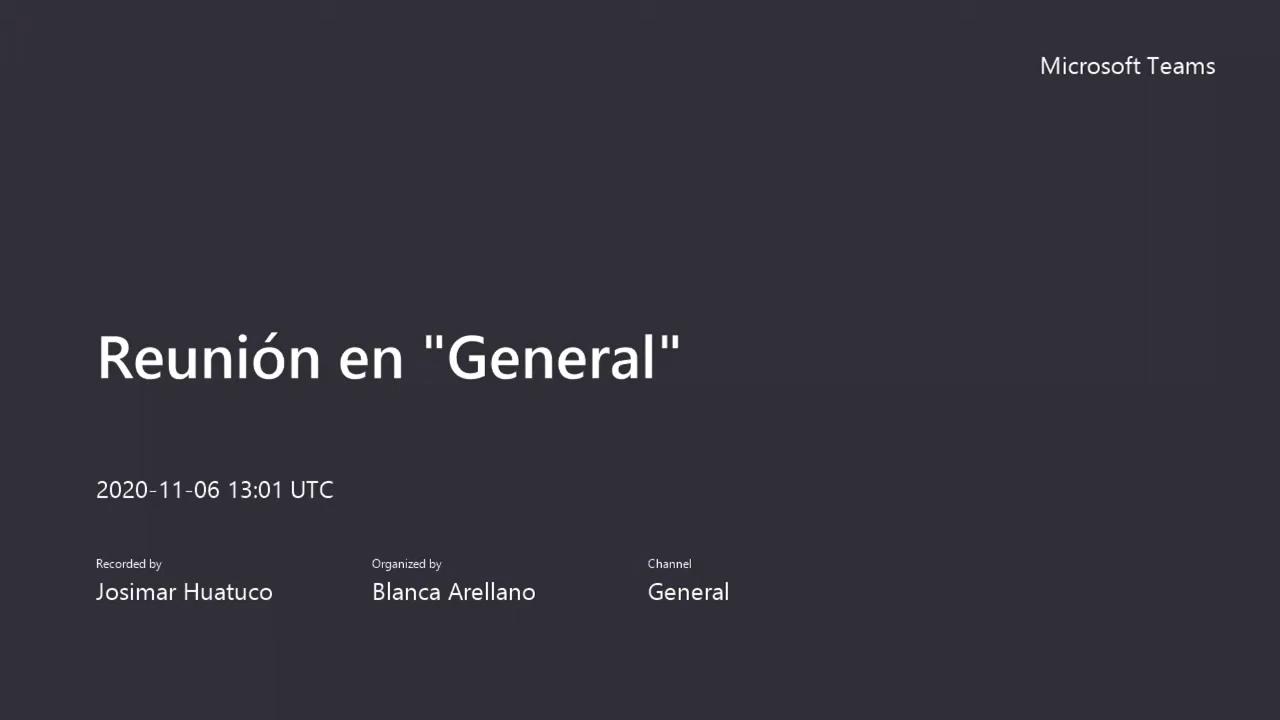 Microsoft Teams
Reunión en "General"
2020-11-06 13:01 UTC
Recorded by
Josimar Huatuco
Organized by
Blanca Arellano
Channel
General